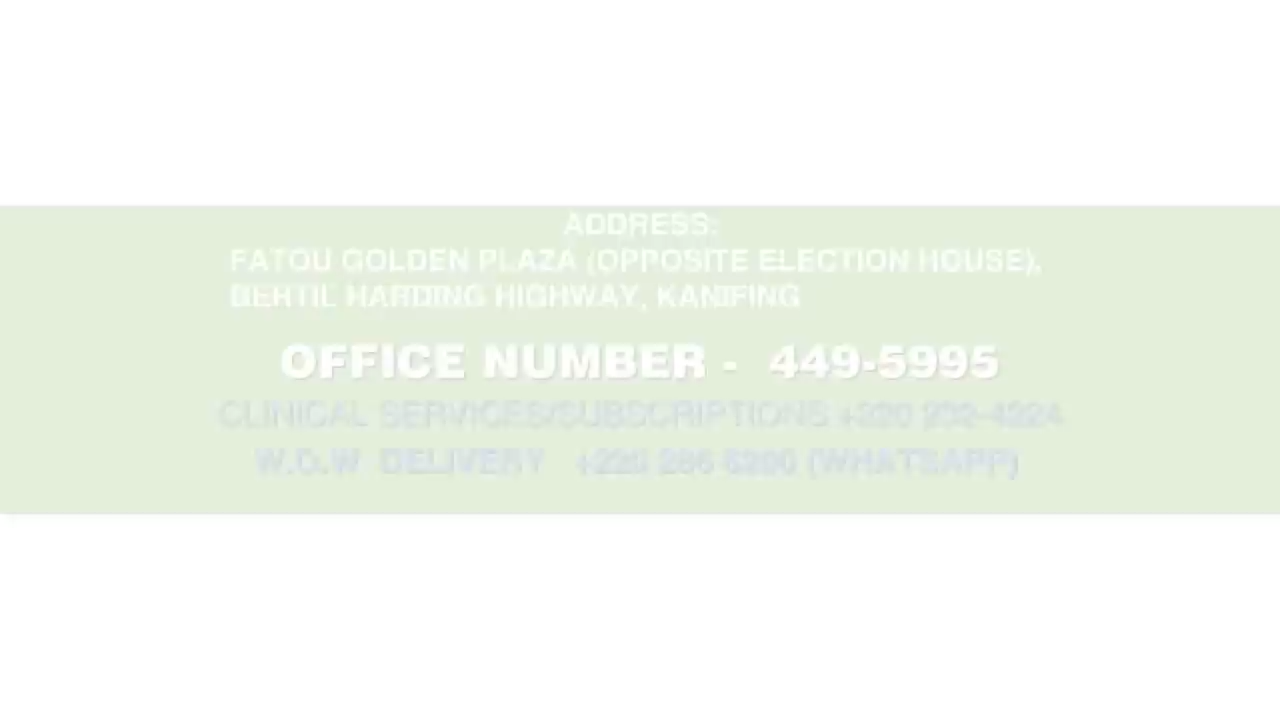 ADDRESS:
FATOU GOLDEN PLAZA (OPPOSITE ELECTION HOUSE),
BERTIL HARDING HIGHWAY, KANIFING
OFFICE NUMBER - 449-5995
CLINICAL SERVICES/SUBSCRIPTIONS +220
W.O.W. DELIVERY +220 (WHATSAPP)